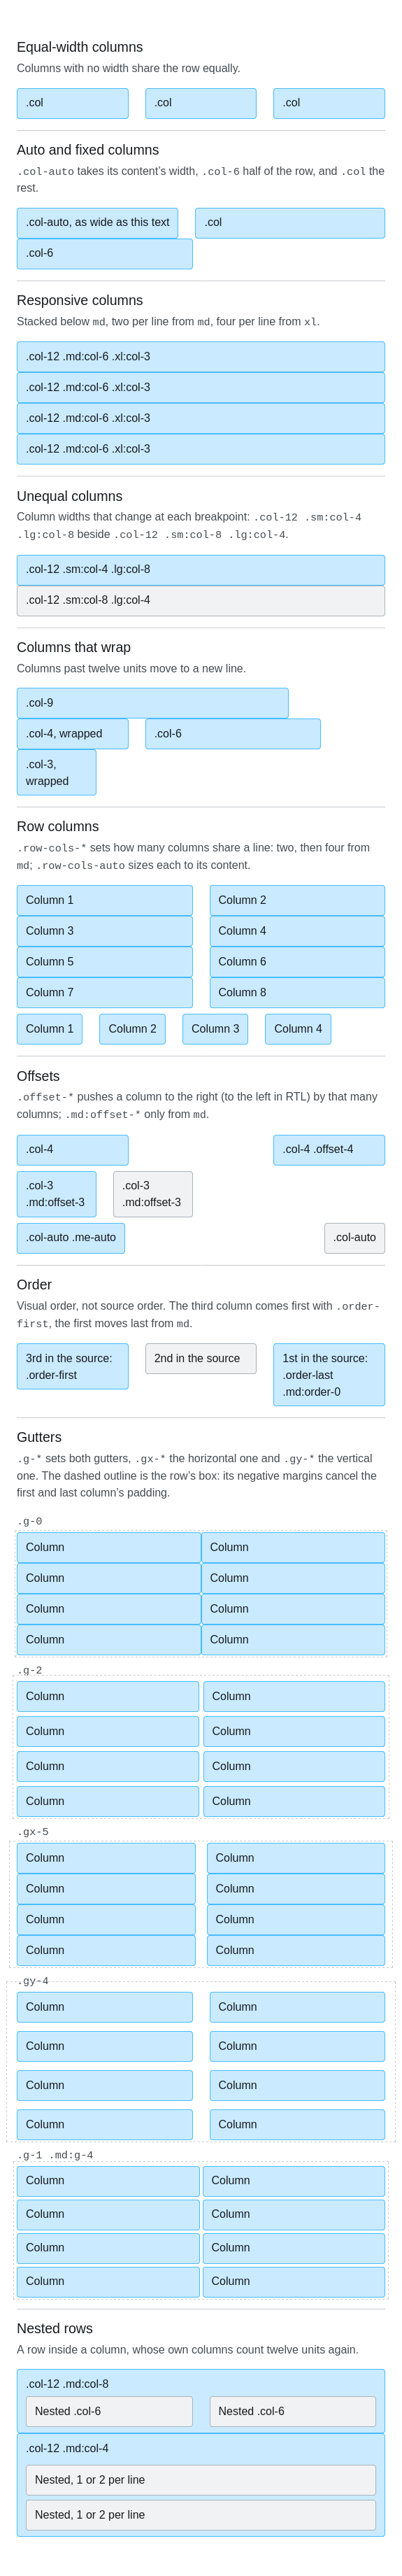 Equal-width columns
Columns with no width share the row equally.
.col
.col
.col
Auto and fixed columns
.col-auto takes its content's width, .col-6 half of the row, and .col the
rest.
.col-auto, as wide as this text
.col
.col-6
Responsive columns
Stacked below md, two per line from md, four per line from xl.
.col-12 .md:col-6 .xl:col-3
.col-12 .md:col-6 .xl:col-3
.col-12 .md:col-6 .xl:col-3
.col-12 .md:col-6 .xl:col-3
Unequal columns
Column widths that change at each breakpoint: .col-12 .sm:col-4
.lg:col-8 beside .col-12 .sm:col-8 .lg:col-4.
.col-12 .sm:col-4 .lg:col-8
.col-12 .sm:col-8 .lg:col-4
Columns that wrap
Columns past twelve units move to a new line.
.col-9
.col-4, wrapped
.col-6
.col-3,
wrapped
Row columns
.row-cols-* sets how many columns share a line: two, then four from
md; .row-cols-auto sizes each to its content.
Column 1
Column 2
Column 3
Column 4
Column 5
Column 6
Column 7
Column 8
Column 1
Column 2
Column 3
Column 4
Offsets
.offset-* pushes a column to the right (to the left in RTL) by that many
columns; .md:offset-* only from md.
.col-4
.col-4 .offset-4
.col-3
.md:offset-3
.col-3
.md:offset-3
.col-auto .me-auto
.col-auto
Order
Visual order, not source order. The third column comes first with .order-
first, the first moves last from md.
3rd in the source:
.order-first
2nd in the source
1st in the source:
.order-last
.md:order-0
Gutters
.g-* sets both gutters, .gx-* the horizontal one and .gy-* the vertical
one. The dashed outline is the row's box: its negative margins cancel the
first and last column's padding.
.g-0
Column
Column
Column
Column
Column
Column
Column
Column
.g-2
Column
Column
Column
Column
Column
Column
Column
Column
.gx-5
Column
Column
Column
Column
Column
Column
Column
Column
.gy-4
Column
Column
Column
Column
Column
Column
Column
Column
.g-1 .md:g-4
Column
Column
Column
Column
Column
Column
Column
Column
Nested rows
A row inside a column, whose own columns count twelve units again.
.col-12 .md:col-8
Nested .col-6
Nested .col-6
.col-12 .md:col-4
Nested, 1 or 2 per line
Nested, 1 or 2 per line